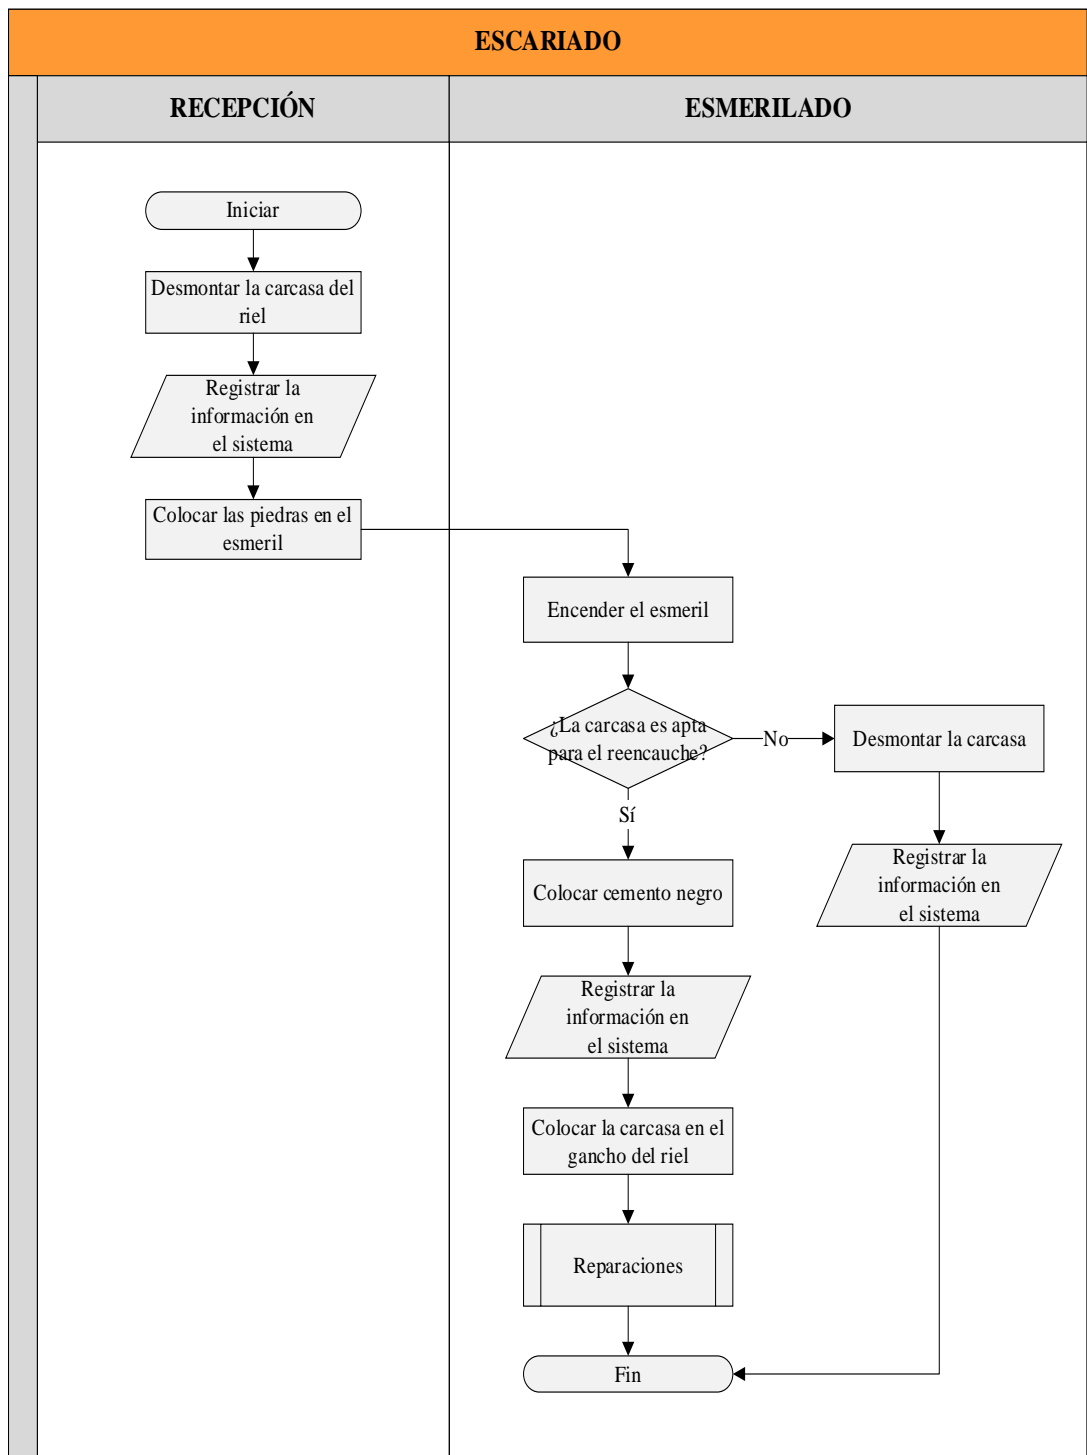 ESCARIADO
RECEPCIÓN
ESMERILADO
Iniciar
Desmontar la carcasa del
riel
Registrar la
información en
el sistema
Colocar las piedras en el
esmeril
Encender el esmeril
¿La carcasa es apta
para el reencauche?
No
Desmontar la carcasa
Sí
Registrar la
información en
el sistema
Colocar cemento negro
Registrar la
información en
el sistema
Colocar la carcasa en el
gancho del riel
Reparaciones
Fin